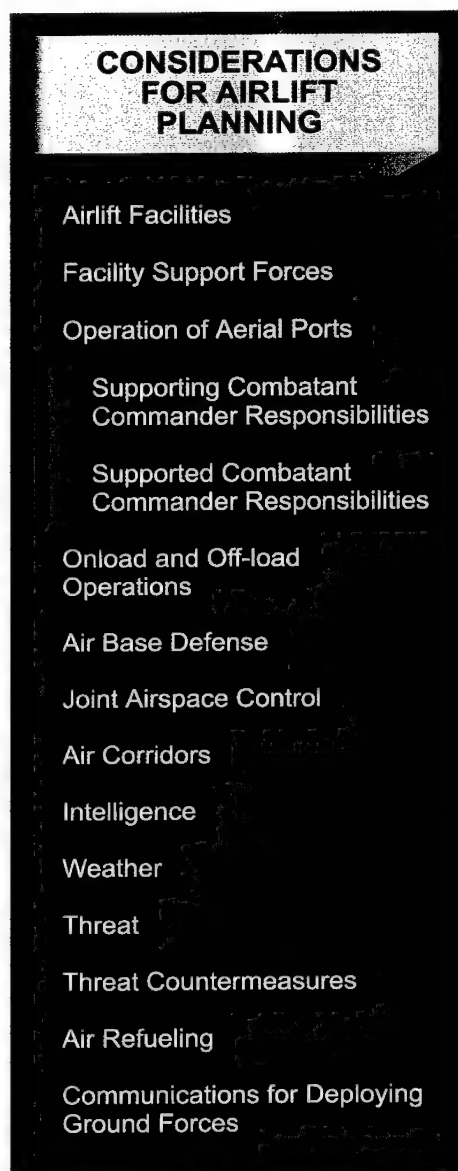 CONSIDERATIONS
FOR AIRLIFT
PLANNING
Airlift Facilities
Facility Support Forces
Operation of Aerial Ports
Supporting Combatant
Commander Responsibilities
Supported Combatant
Commander Responsibilities
Onload and Off-load
Operations
Air Base Defense
Joint Airspace Control
Air Corridors
Intelligence
Weather
Threat
Threat Countermeasures
Air Refueling
Communications for Deploying
Ground Forces